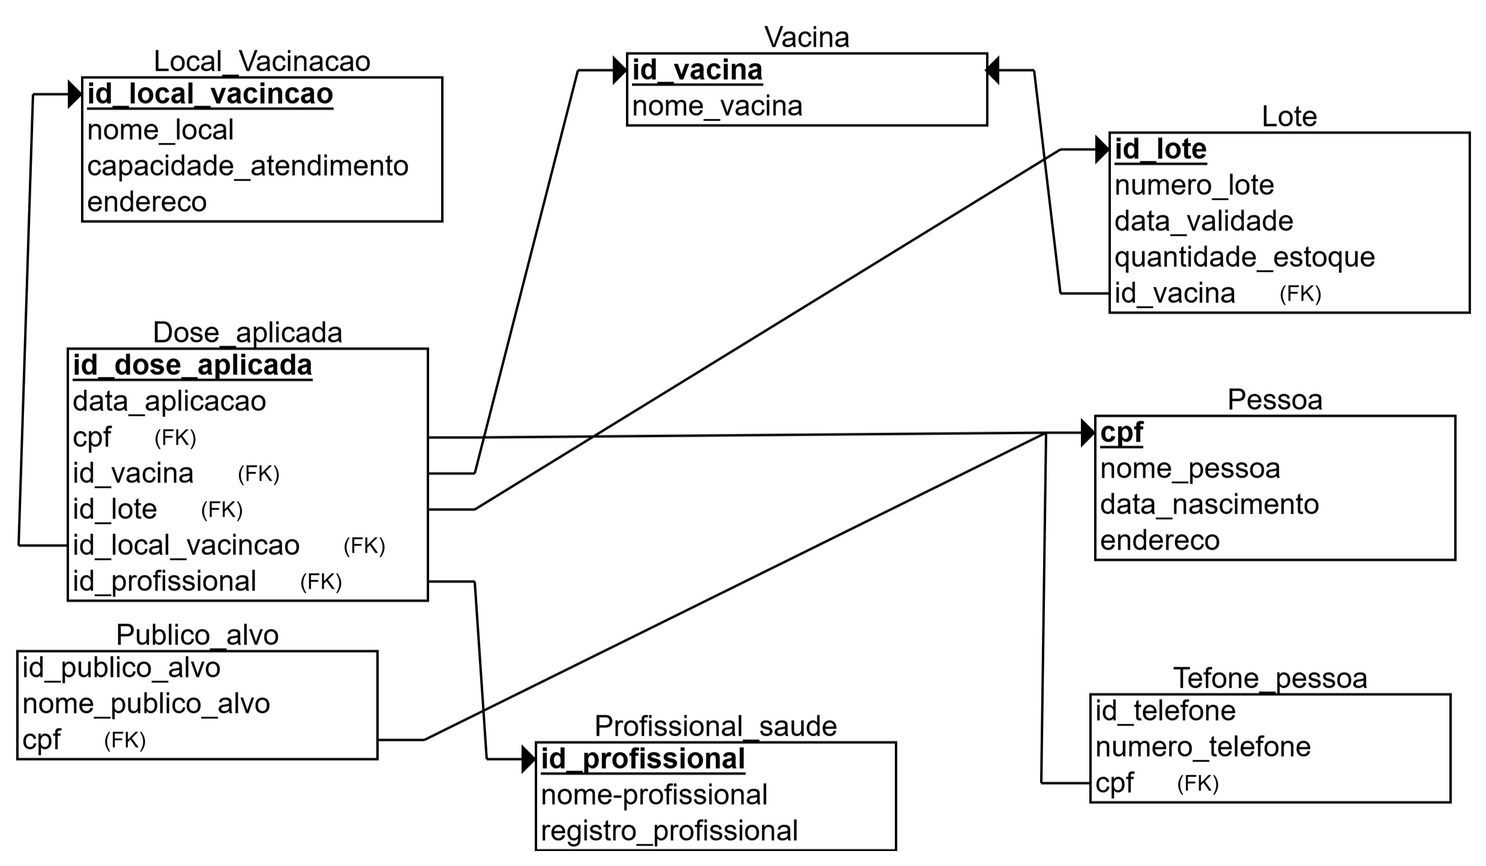 Local_Vacinacao
id_local_vacincao
nome_local
capacidade_atendimento
endereco
Vacina
id_vacina
nome_vacina
Lote
id_lote
numero_lote
data_validade
quantidade_estoque
id_vacina (FK)
Dose_aplicada
id_dose_aplicada
data_aplicacao
cpf (FK)
id_vacina (FK)
id_lote (FK)
id_local_vacincao (FK)
id_profissional (FK)
Pessoa
cpf
nome_pessoa
data_nascimento
endereco
Publico_alvo
id_publico_alvo
nome_publico_alvo
cpf (FK)
Profissional_saude
id_profissional
nome-profissional
registro_profissional
Tefone_pessoa
id_telefone
numero_telefone
cpf (FK)